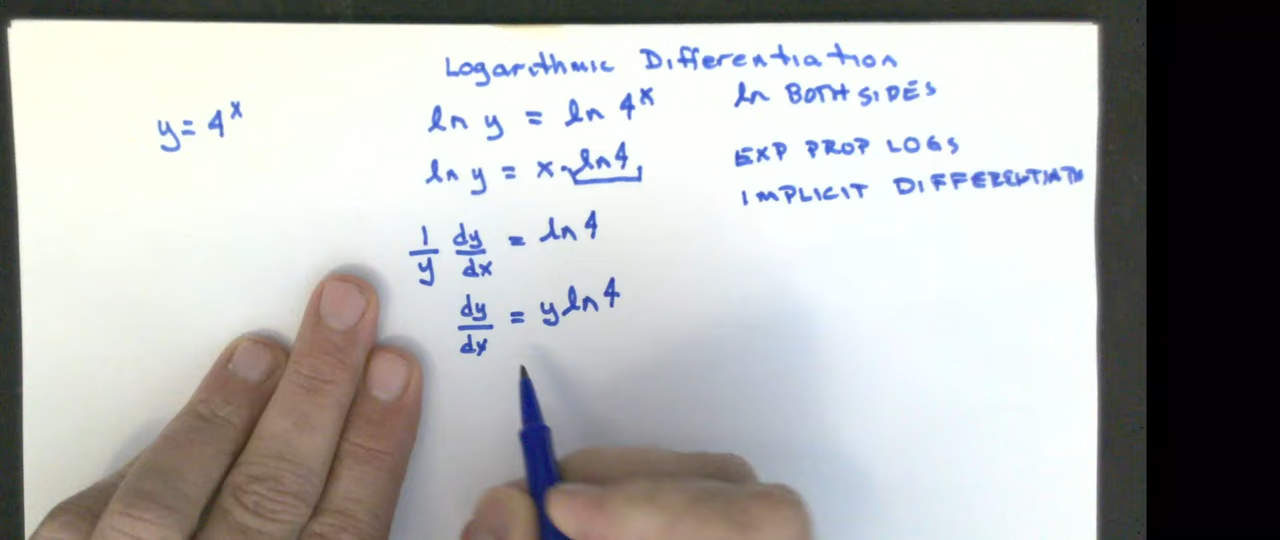 Logarithmic Differentiation
y = 4^x
ln y = ln 4^x
ln BOTH SIDES
ln y = x · ln 4
EXP PROP LOGS
IMPLICIT DIFFERENTIATN
1/y dy/dx = ln 4
dy/dx = y ln 4